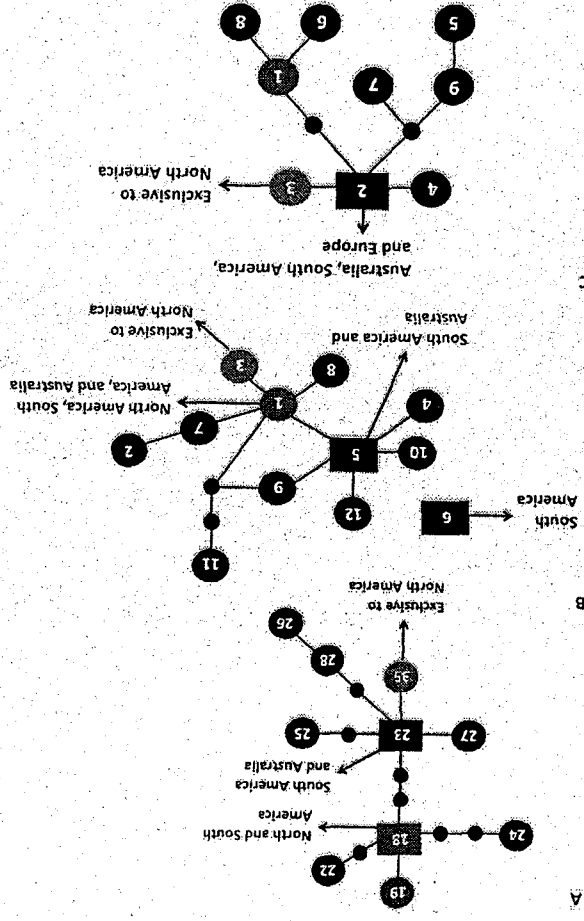 A
19
22
24
18
North and South
America
South America
and Australia
27
23
25
35
28
26
Exclusive to
North America
B
11
12
6
South
America
9
10
5
2
7
4
1
North America, South
America, and Australia
8
3
South America and
Australia
Exclusive to
North America
C
Australia, South America,
and Europe
4
2
3
Exclusive to
North America
9
7
1
5
6
8